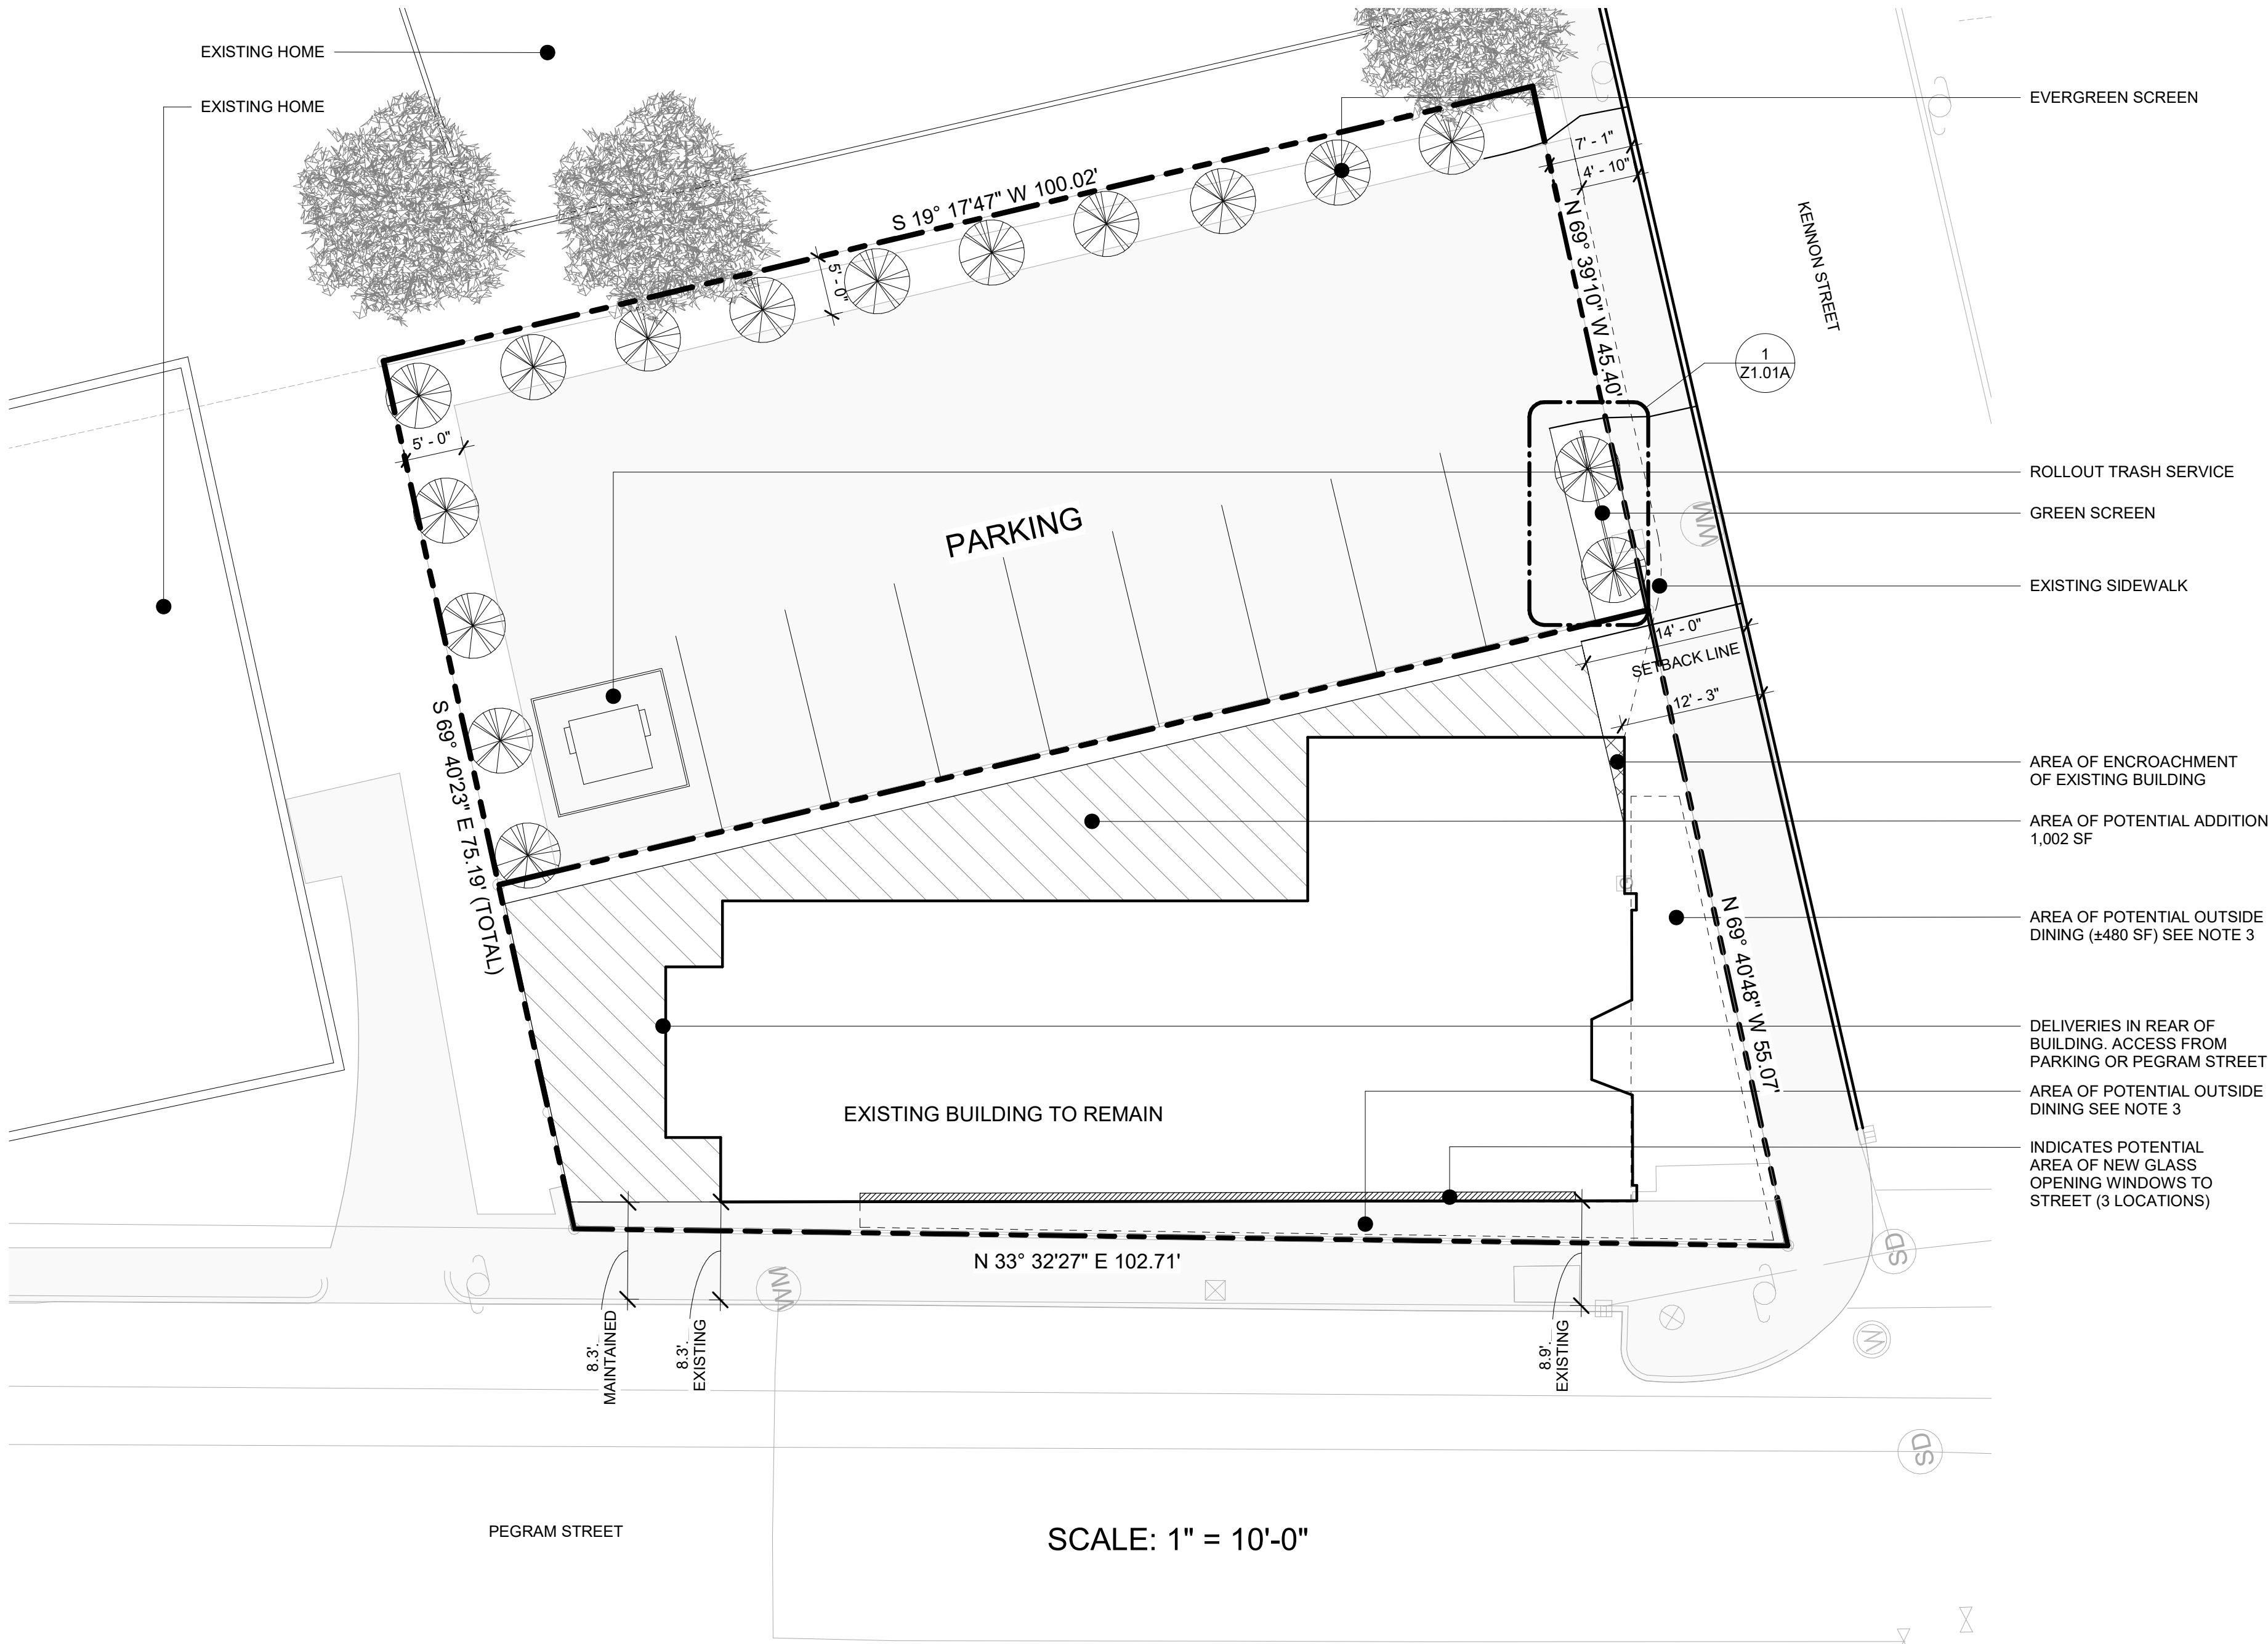 EXISTING HOME
EXISTING HOME
EVERGREEN SCREEN
7' - 1"
4' - 10"
S 19° 17'47" W 100.02'
N 69° 39'10" W 45.40'
KENNON STREET
5' - 0"
1
Z1.01A
5' - 0"
ROLLOUT TRASH SERVICE
GREEN SCREEN
PARKING
WM
EXISTING SIDEWALK
14' - 0"
SETBACK LINE
12' - 3"
S 69° 40'23" E 75.19' (TOTAL)
AREA OF ENCROACHMENT
OF EXISTING BUILDING
AREA OF POTENTIAL ADDITION
1,002 SF
AREA OF POTENTIAL OUTSIDE
DINING (±480 SF) SEE NOTE 3
N 69° 40'48" W 55.07'
DELIVERIES IN REAR OF
BUILDING. ACCESS FROM
PARKING OR PEGRAM STREET
AREA OF POTENTIAL OUTSIDE
DINING SEE NOTE 3
EXISTING BUILDING TO REMAIN
INDICATES POTENTIAL
AREA OF NEW GLASS
OPENING WINDOWS TO
STREET (3 LOCATIONS)
N 33° 32'27" E 102.71'
SD
WM
8.3'.
MAINTAINED
8.3'.
EXISTING
8.9'.
EXISTING
W
SD
PEGRAM STREET
SCALE: 1" = 10'-0"